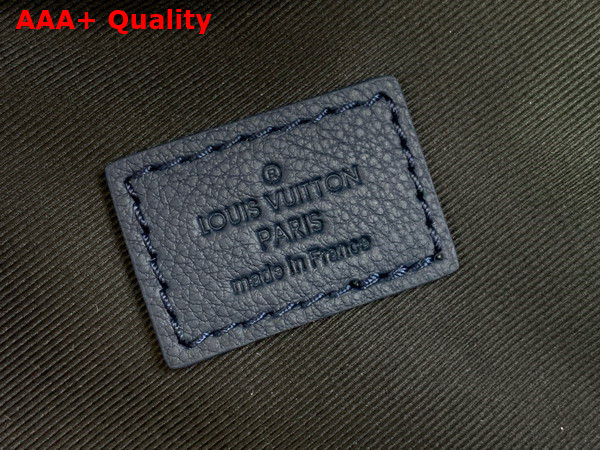 AAA+ Quality
®
LOUIS VUITTON
PARIS
made in France